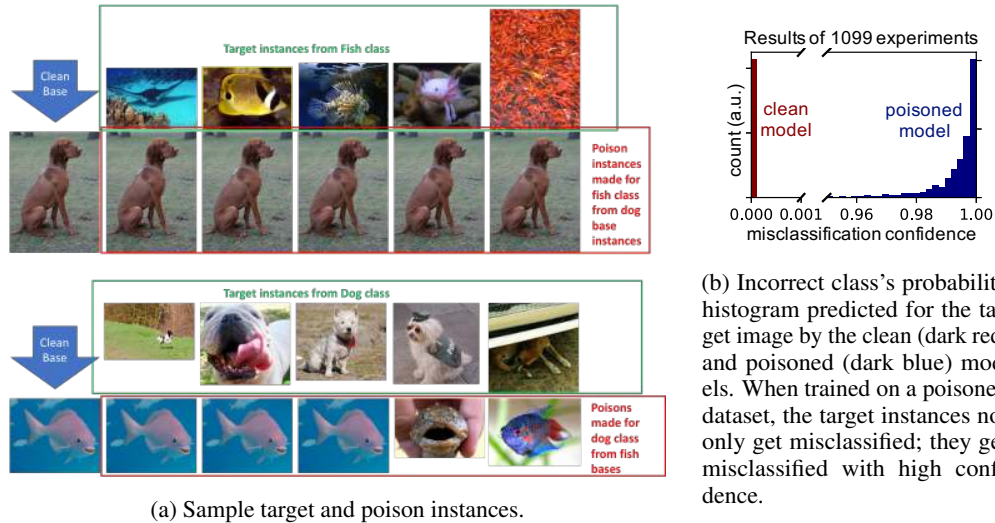 Target instances from Fish class
Clean
Base
Poison
instances
made for
fish class
from dog
base
instances
Target instances from Dog class
Clean
Base
Poisons
made for
dog class
from fish
bases
(a) Sample target and poison instances.
Results of 1099 experiments
count (a.u.)
clean
model
poisoned
model
0.000 0.001 0.96 0.98 1.00
misclassification confidence
(b) Incorrect class's probabilit
histogram predicted for the ta
get image by the clean (dark red
and poisoned (dark blue) mod
els. When trained on a poisone
dataset, the target instances no
only get misclassified; they ge
misclassified with high conf
dence.